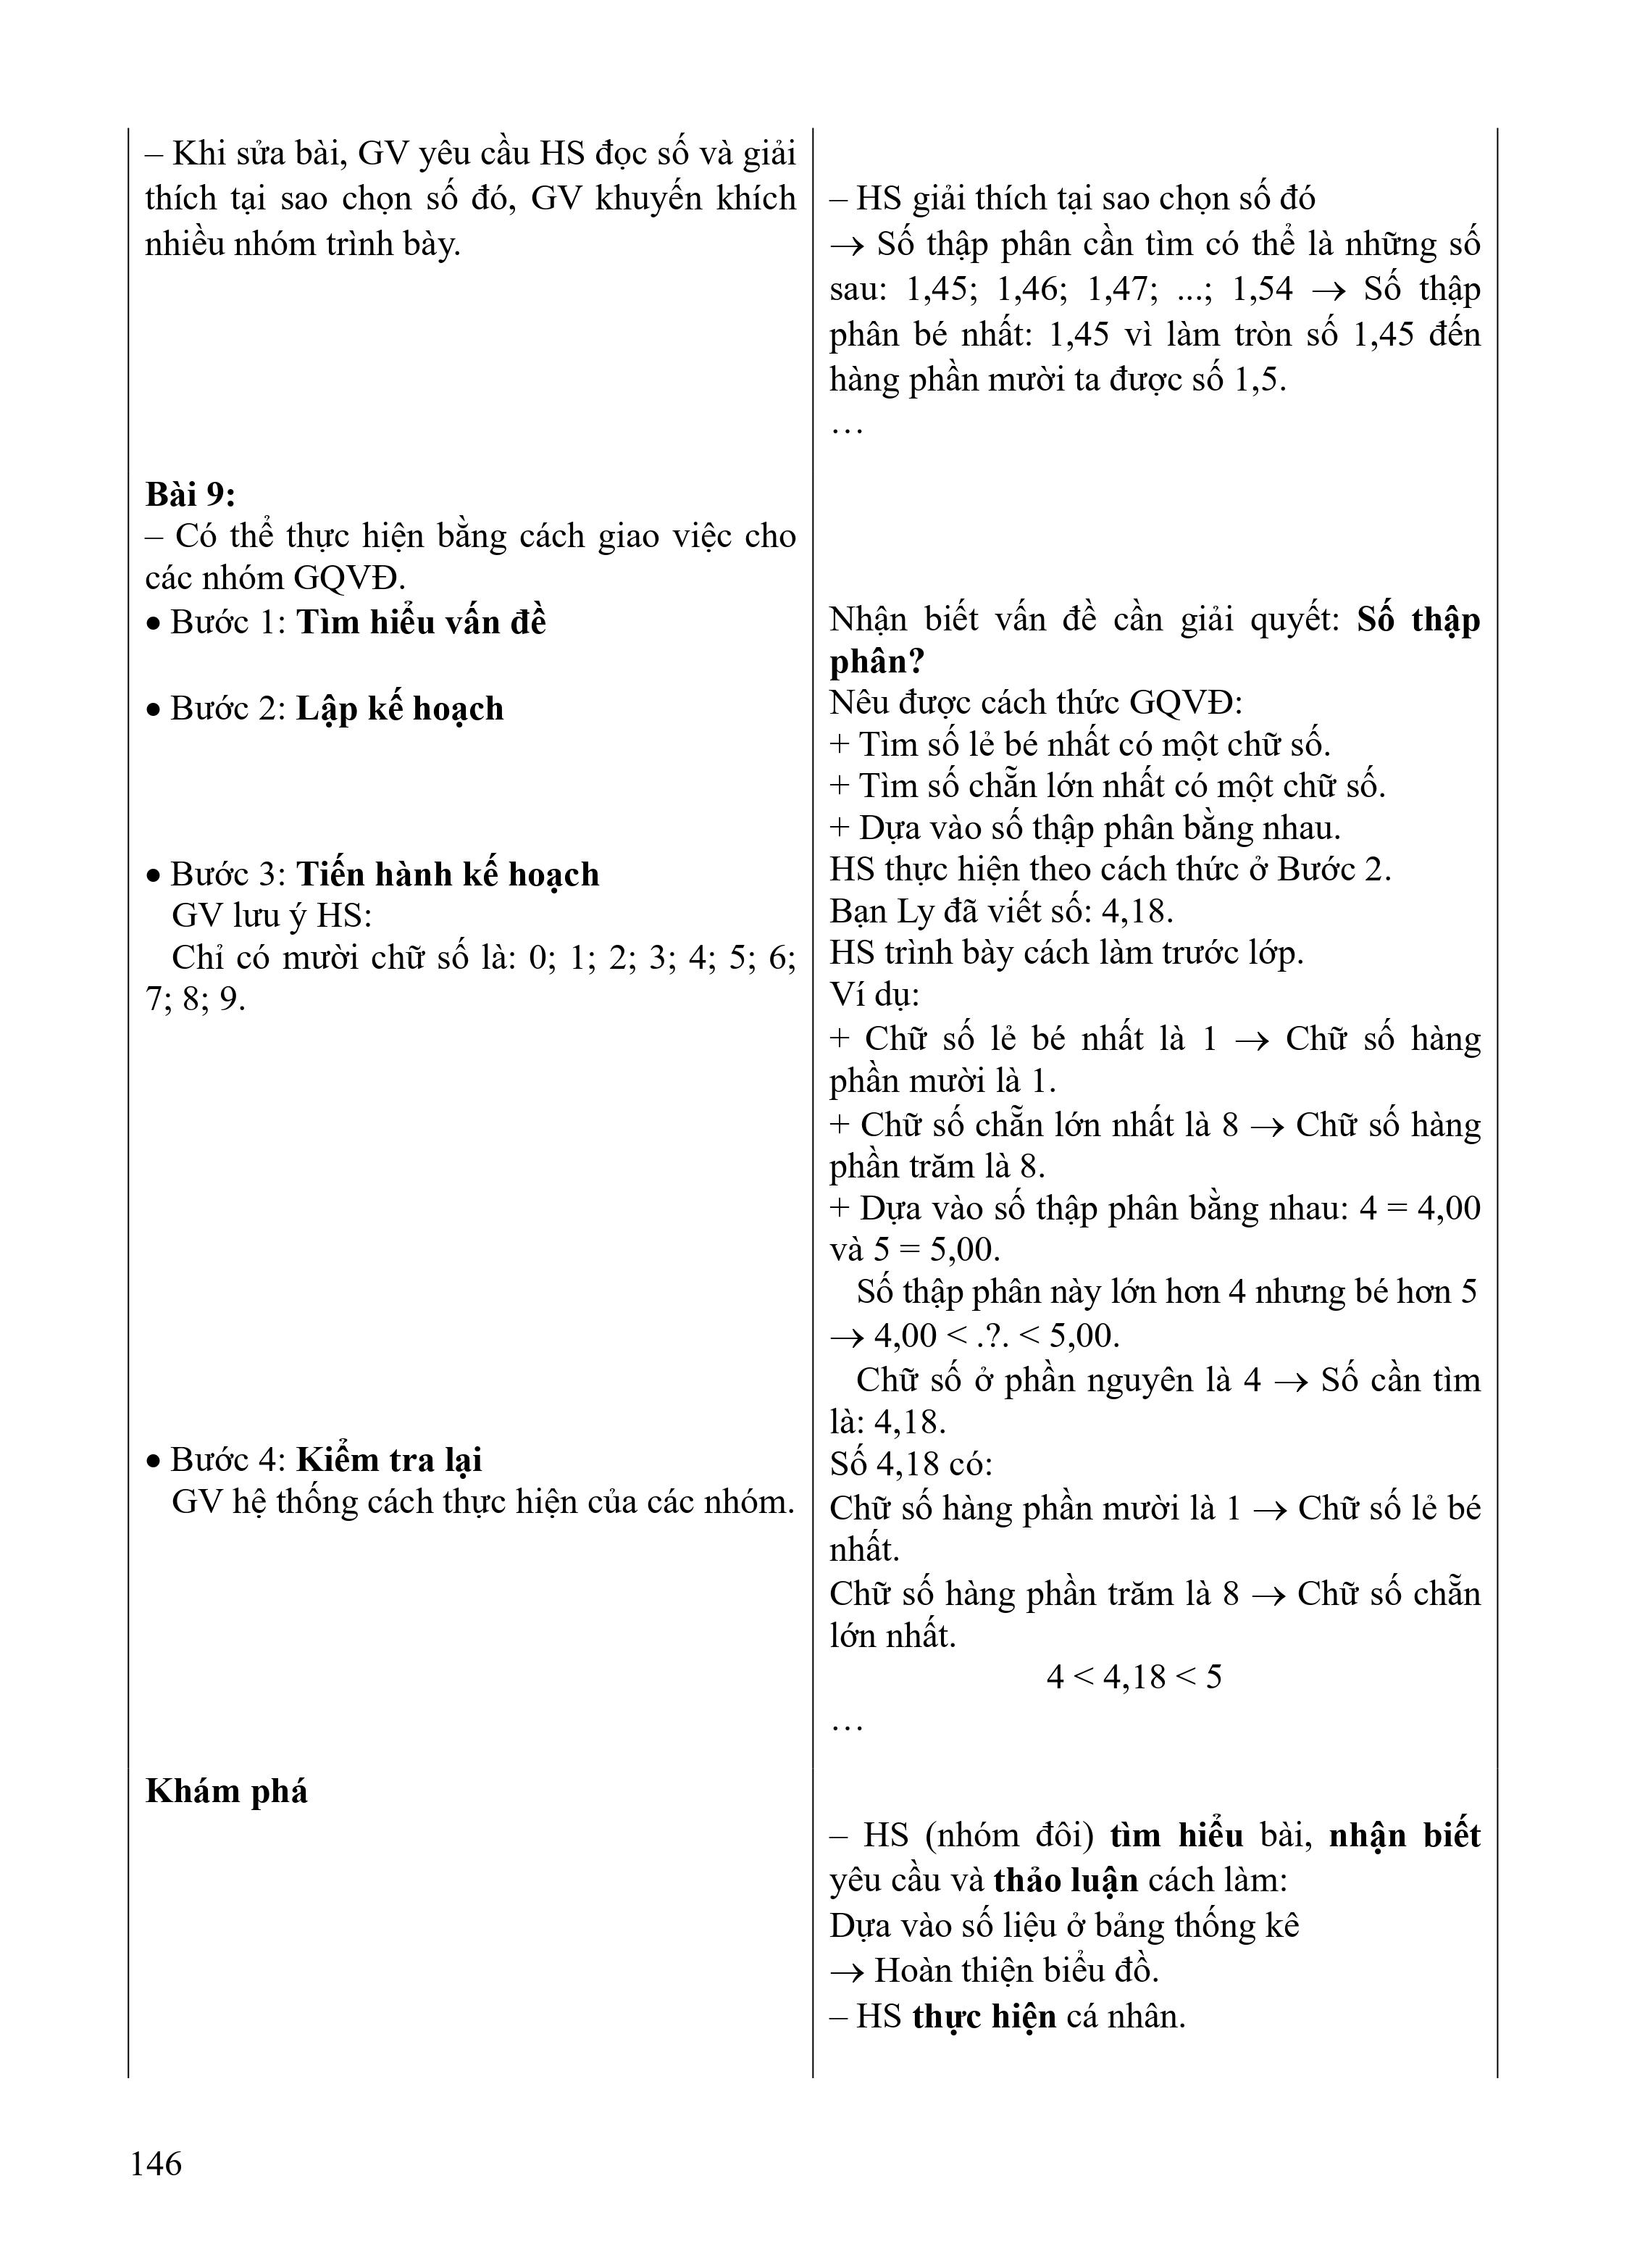 – Khi sửa bài, GV yêu cầu HS đọc số và giải
thích tại sao chọn số đó, GV khuyến khích
nhiều nhóm trình bày.
– HS giải thích tại sao chọn số đó
→ Số thập phân cần tìm có thể là những số
sau: 1,45; 1,46; 1,47; ...; 1,54 → Số thập
phân bé nhất: 1,45 vì làm tròn số 1,45 đến
hàng phần mười ta được số 1,5.
…
Bài 9:
– Có thể thực hiện bằng cách giao việc cho
các nhóm GQVĐ.
• Bước 1: Tìm hiểu vấn đề
Nhận biết vấn đề cần giải quyết: Số thập
phân?
• Bước 2: Lập kế hoạch
Nêu được cách thức GQVĐ:
+ Tìm số lẻ bé nhất có một chữ số.
+ Tìm số chẵn lớn nhất có một chữ số.
+ Dựa vào số thập phân bằng nhau.
• Bước 3: Tiến hành kế hoạch
GV lưu ý HS:
Chỉ có mười chữ số là: 0; 1; 2; 3; 4; 5; 6;
7; 8; 9.
HS thực hiện theo cách thức ở Bước 2.
Bạn Ly đã viết số: 4,18.
HS trình bày cách làm trước lớp.
Ví dụ:
+ Chữ số lẻ bé nhất là 1 → Chữ số hàng
phần mười là 1.
+ Chữ số chẵn lớn nhất là 8 → Chữ số hàng
phần trăm là 8.
+ Dựa vào số thập phân bằng nhau: 4 = 4,00
và 5 = 5,00.
Số thập phân này lớn hơn 4 nhưng bé hơn 5
→ 4,00 < .?. < 5,00.
Chữ số ở phần nguyên là 4 → Số cần tìm
là: 4,18.
• Bước 4: Kiểm tra lại
GV hệ thống cách thực hiện của các nhóm.
Số 4,18 có:
Chữ số hàng phần mười là 1 → Chữ số lẻ bé
nhất.
Chữ số hàng phần trăm là 8 → Chữ số chẵn
lớn nhất.
4 < 4,18 < 5
…
Khám phá
– HS (nhóm đôi) tìm hiểu bài, nhận biết
yêu cầu và thảo luận cách làm:
Dựa vào số liệu ở bảng thống kê
→ Hoàn thiện biểu đồ.
– HS thực hiện cá nhân.
146